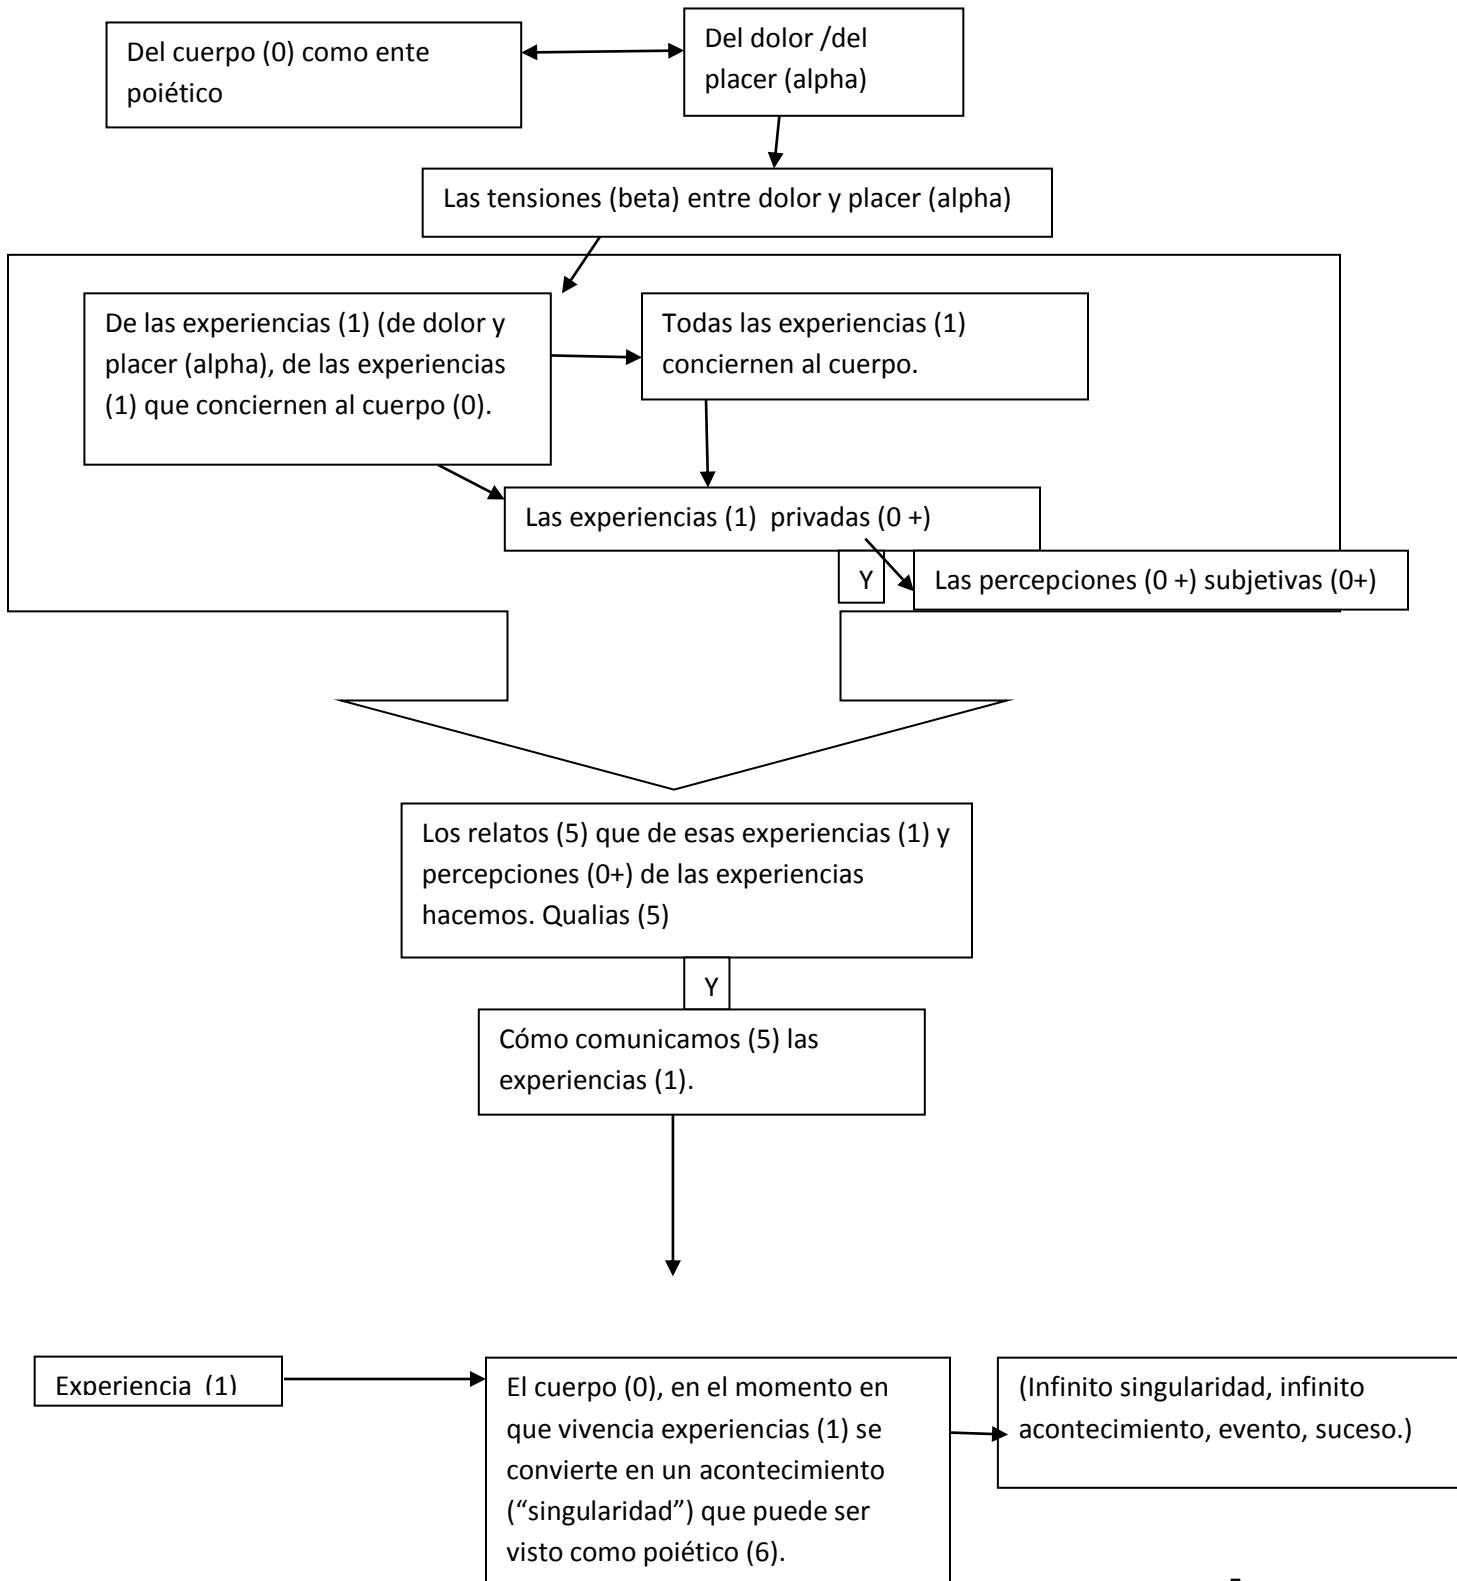 Del cuerpo (0) como ente
poiético
Del dolor /del
placer (alpha)
Las tensiones (beta) entre dolor y placer (alpha)
De las experiencias (1) (de dolor y
placer (alpha), de las experiencias
(1) que conciernen al cuerpo (0).
Todas las experiencias (1)
conciernen al cuerpo.
Las experiencias (1)  privadas (0 +)
Y
Las percepciones (0 +) subjetivas (0+)
Los relatos (5) que de esas experiencias (1) y
percepciones (0+) de las experiencias
hacemos. Qualias (5)
Y
Cómo comunicamos (5) las
experiencias (1).
Experiencia  (1)
El cuerpo (0), en el momento en
que vivencia experiencias (1) se
convierte en un acontecimiento
(“singularidad”) que puede ser
visto como poiético (6).
(Infinito singularidad, infinito
acontecimiento, evento, suceso.)